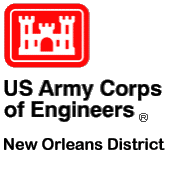 US Army Corps
of Engineers ®
New Orleans District